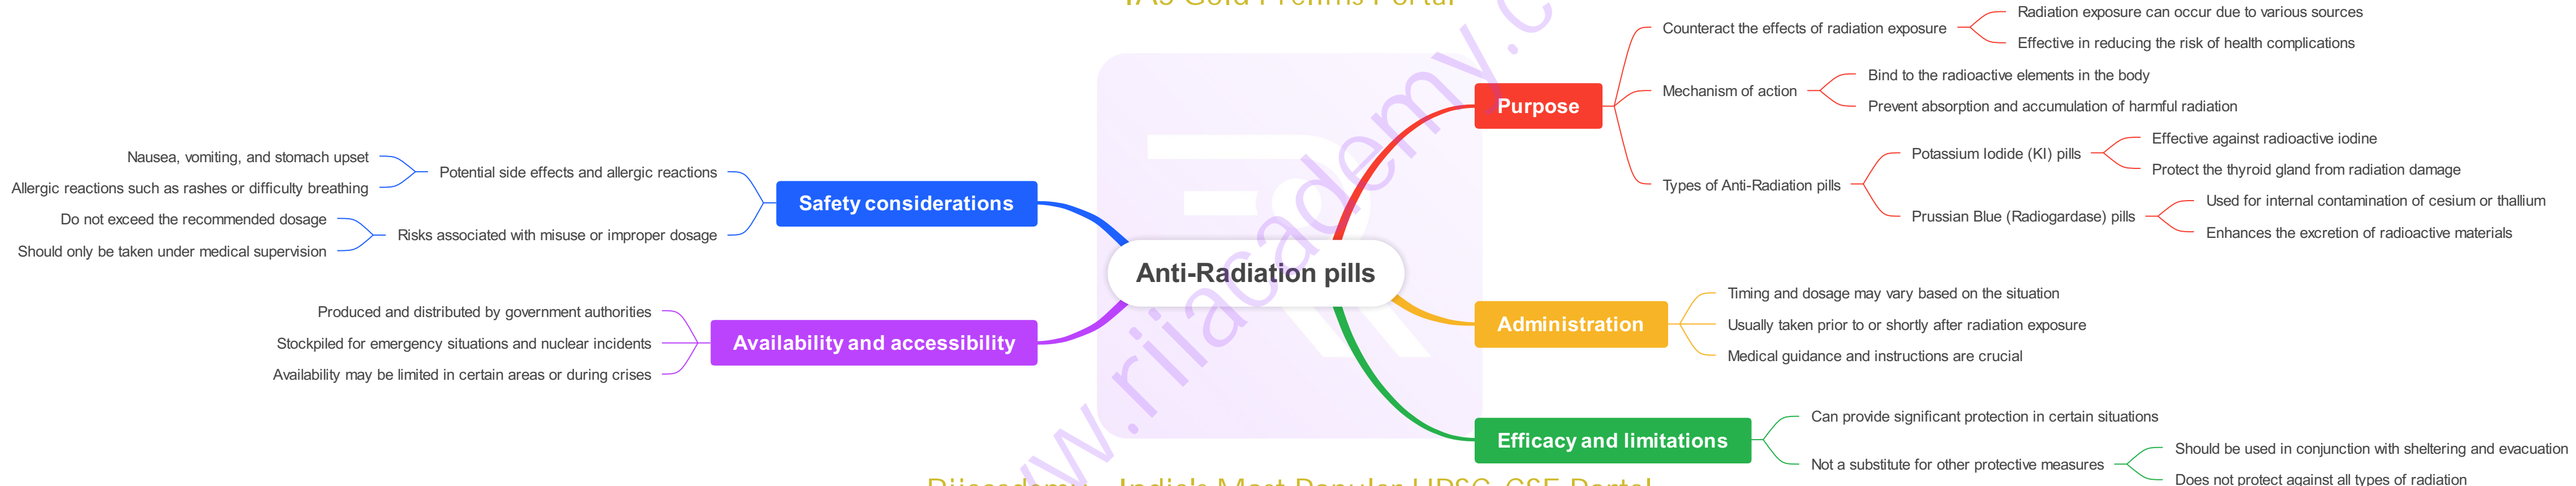 IAS Gold Prelims Portal
Anti-Radiation pills
Purpose
Counteract the effects of radiation exposure
Radiation exposure can occur due to various sources
Effective in reducing the risk of health complications
Mechanism of action
Bind to the radioactive elements in the body
Prevent absorption and accumulation of harmful radiation
Types of Anti-Radiation pills
Potassium Iodide (KI) pills
Effective against radioactive iodine
Protect the thyroid gland from radiation damage
Prussian Blue (Radiogardase) pills
Used for internal contamination of cesium or thallium
Enhances the excretion of radioactive materials
Administration
Timing and dosage may vary based on the situation
Usually taken prior to or shortly after radiation exposure
Medical guidance and instructions are crucial
Efficacy and limitations
Can provide significant protection in certain situations
Not a substitute for other protective measures
Should be used in conjunction with sheltering and evacuation
Does not protect against all types of radiation
Safety considerations
Potential side effects and allergic reactions
Nausea, vomiting, and stomach upset
Allergic reactions such as rashes or difficulty breathing
Risks associated with misuse or improper dosage
Do not exceed the recommended dosage
Should only be taken under medical supervision
Availability and accessibility
Produced and distributed by government authorities
Stockpiled for emergency situations and nuclear incidents
Availability may be limited in certain areas or during crises
India's Most Popular UPSC CSE Portal